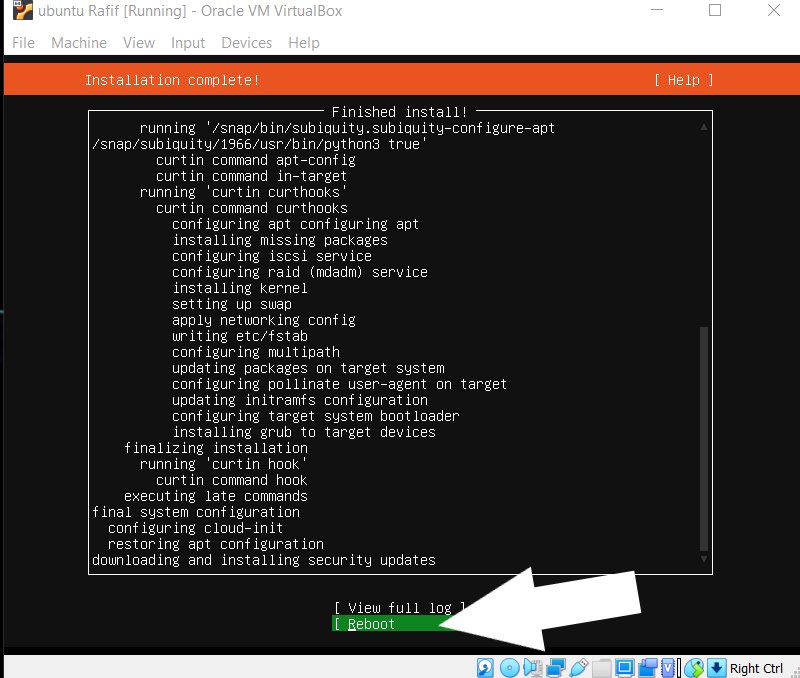 ubuntu Rafif [Running] - Oracle VM VirtualBox
File Machine View Input Devices Help
Installation complete! [ Help ]
Finished install!
running '/snap/bin/subiquity.subiquity-configure-apt
/snap/subiquity/1966/usr/bin/python3 true'
curtin command apt-config
curtin command in-target
running 'curtin curthooks'
curtin command curthooks
configuring apt configuring apt
installing missing packages
configuring iscsi service
configuring raid (mdadm) service
installing kernel
setting up swap
apply networking config
writing etc/fstab
configuring multipath
updating packages on target system
configuring pollinate user-agent on target
updating initramfs configuration
configuring target system bootloader
installing grub to target devices
finalizing installation
running 'curtin hook'
curtin command hook
executing late commands
final system configuration
configuring cloud-init
restoring apt configuration
downloading and installing security updates
[ View full log ]
[ Reboot
Right Ctrl